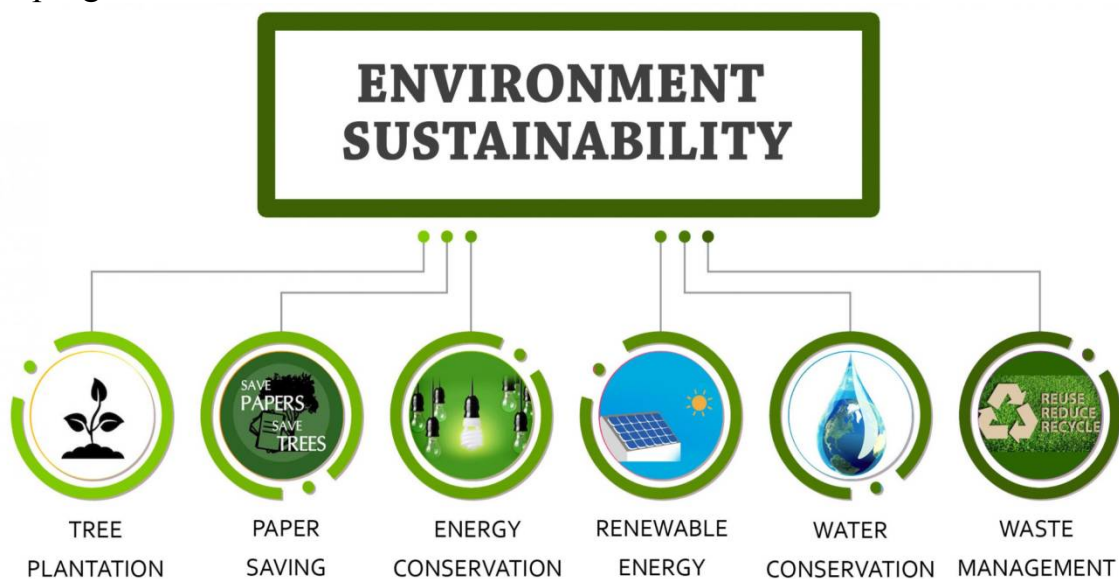 ENVIRONMENT
SUSTAINABILITY
SAVE
PAPERS
SAVE
TREES
REUSE
REDUCE
RECYCLE
TREE
PLANTATION
PAPER
SAVING
ENERGY
CONSERVATION
RENEWABLE
ENERGY
WATER
CONSERVATION
WASTE
MANAGEMENT